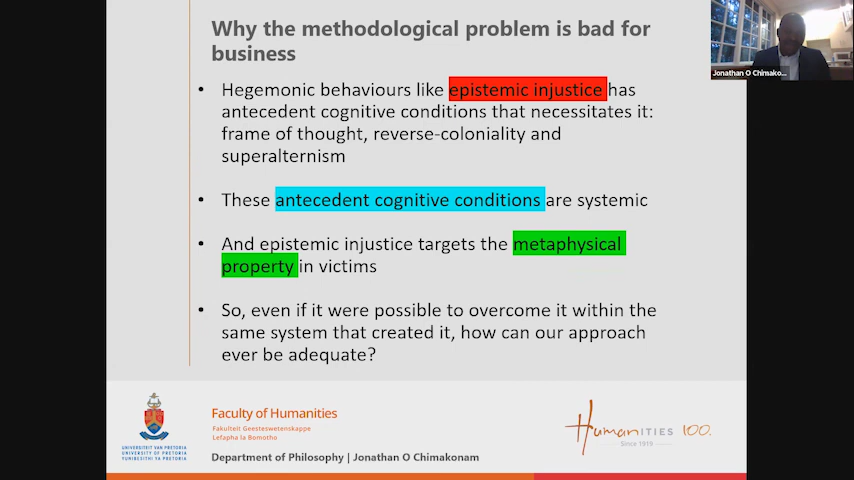 Why the methodological problem is bad for
business
• Hegemonic behaviours like epistemic injustice has
antecedent cognitive conditions that necessitates it:
frame of thought, reverse-coloniality and
superalternism
• These antecedent cognitive conditions are systemic
• And epistemic injustice targets the metaphysical
property in victims
• So, even if it were possible to overcome it within the
same system that created it, how can our approach
ever be adequate?
Jonathan O Chimako...
UNIVERSITEIT VAN PRETORIA
UNIVERSITY OF PRETORIA
YUNIBESITHI YA PRETORIA
Faculty of Humanities
Fakulteit Geesteswetenskappe
Lefapha la Bomotho
Department of Philosophy | Jonathan O Chimakonam
Humanities 100.
Since 1919